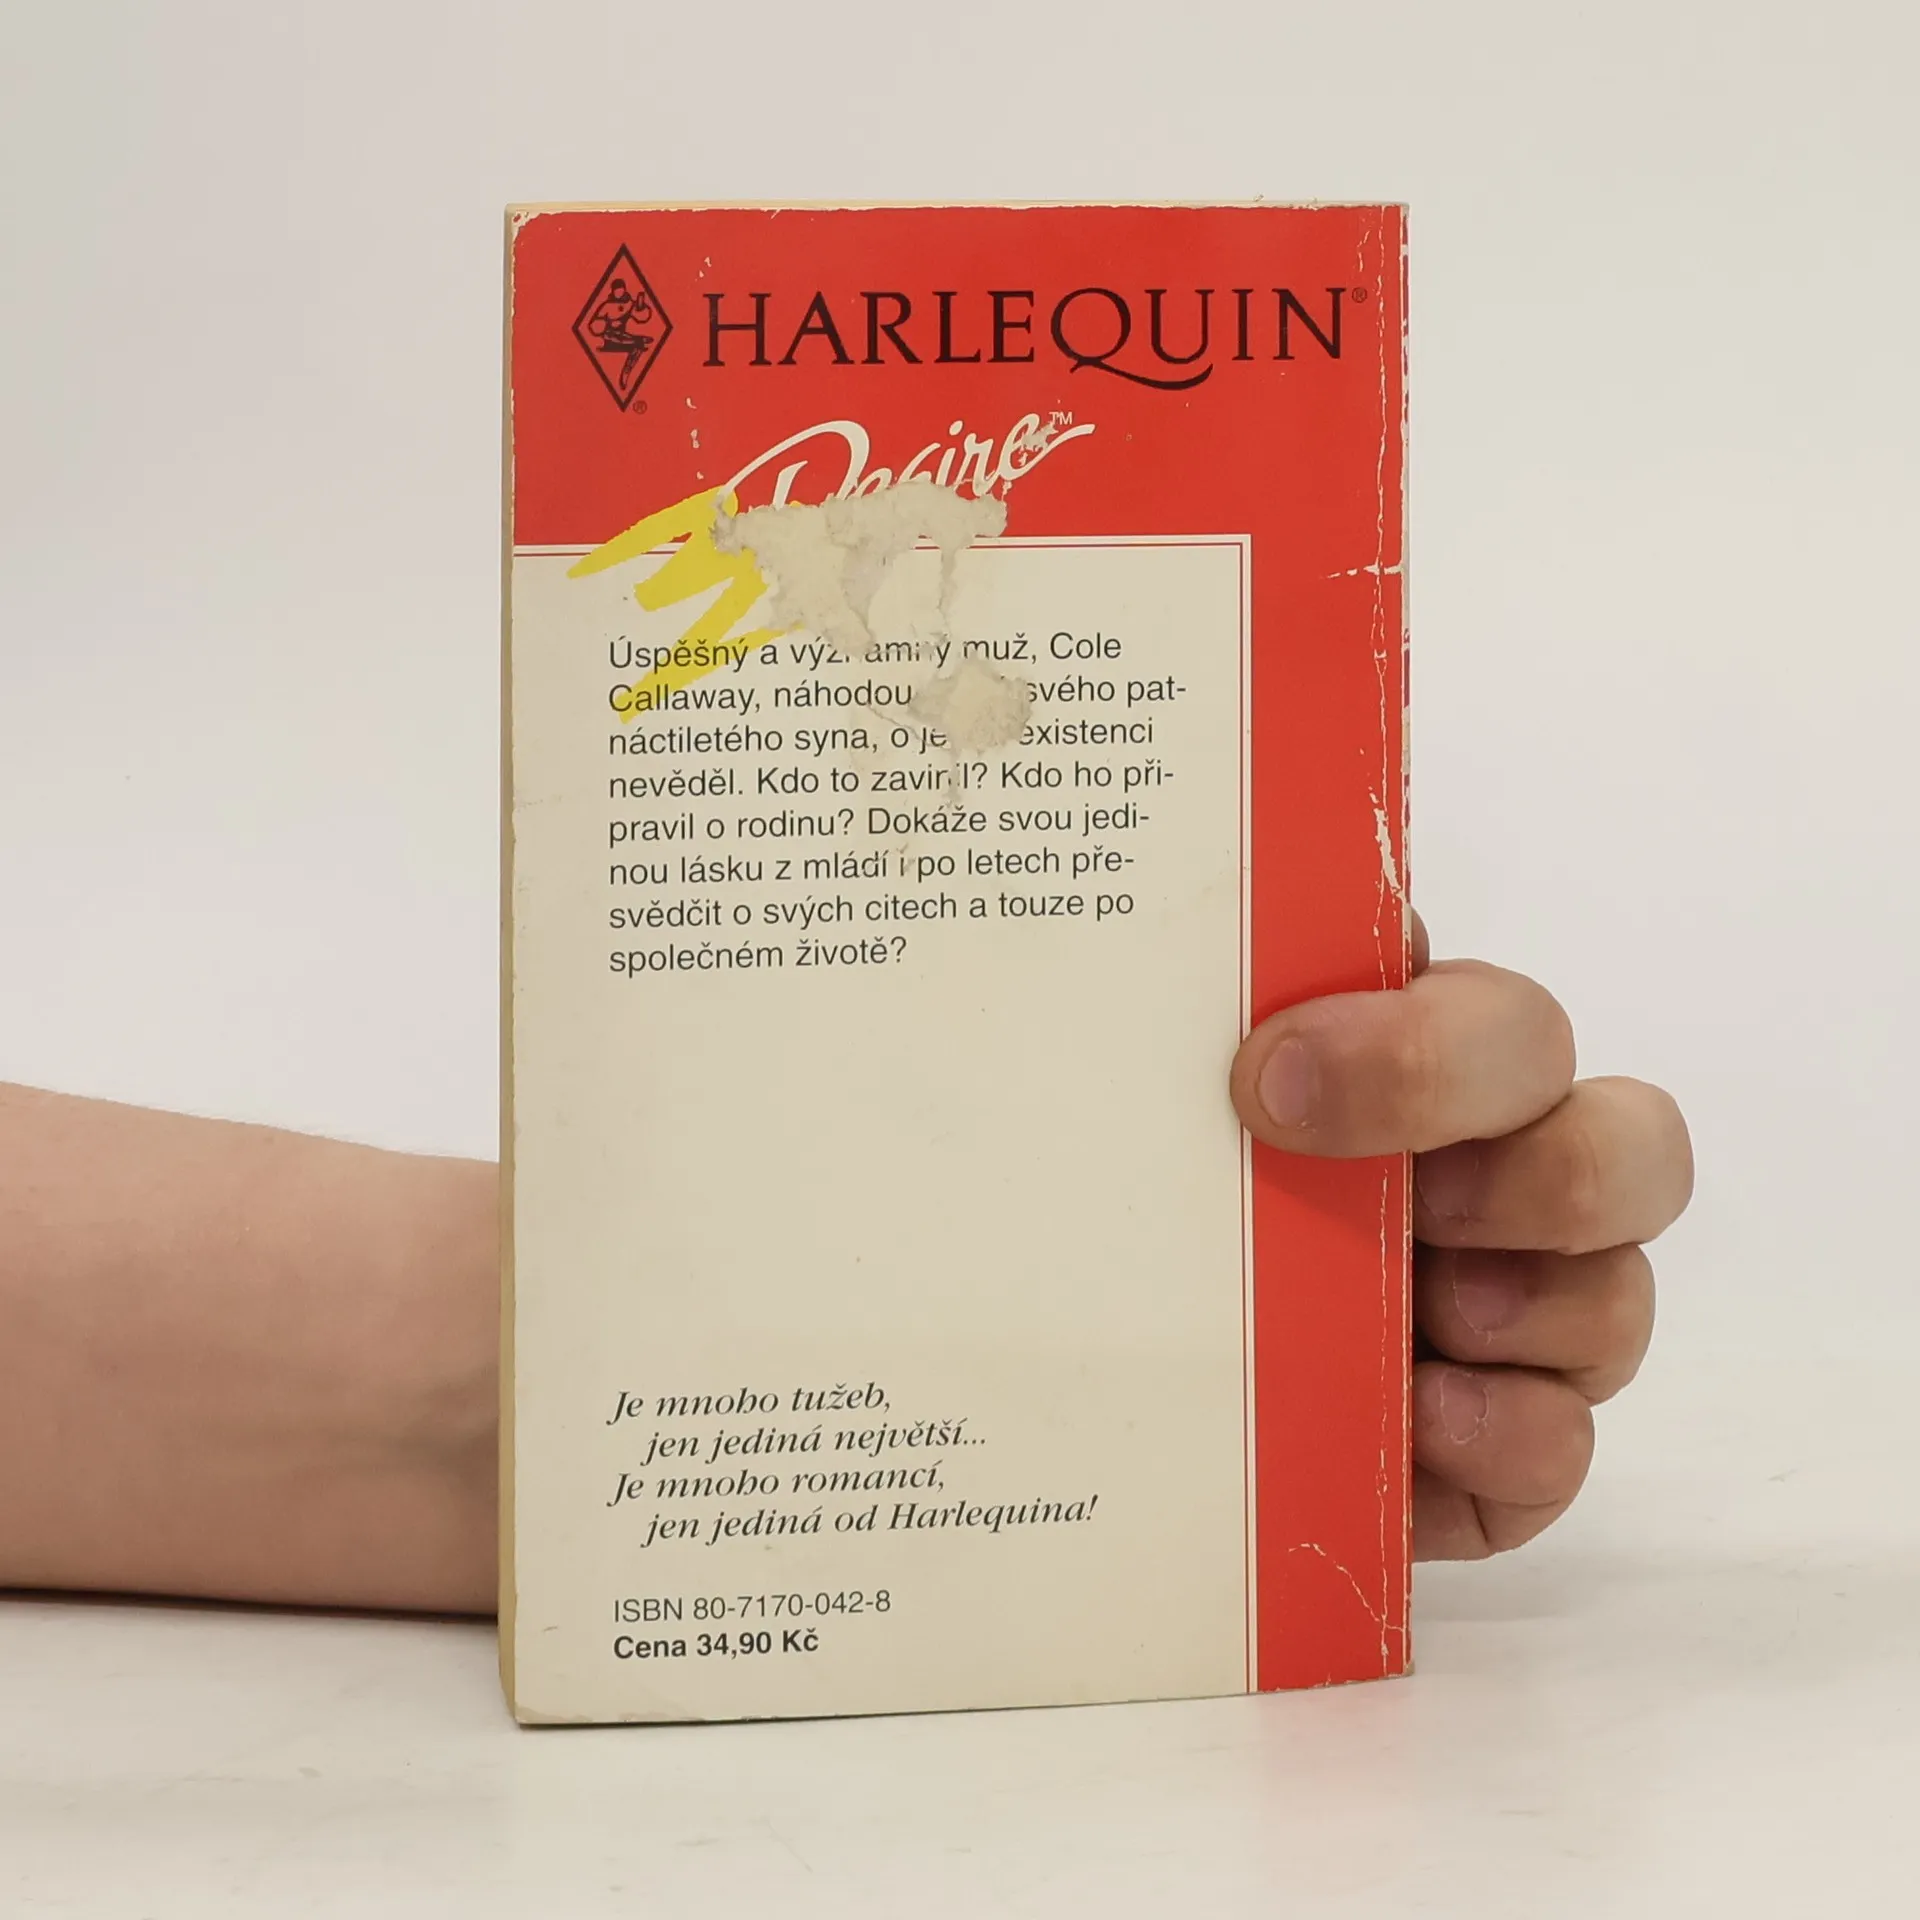 HARLEQUIN®
Desire™
Úspěšný a významný muž, Cole
Callaway, náhodou svého pat-
náctiletého syna, o existenci
nevěděl. Kdo to zavinil? Kdo ho při-
pravil o rodinu? Dokáže svou jedi-
nou lásku z mládí i po letech pře-
svědčit o svých citech a touze po
společném životě?
Je mnoho tužeb,
jen jediná největší...
Je mnoho romancí,
jen jediná od Harlequina!
ISBN 80-7170-042-8
Cena 34,90 Kč